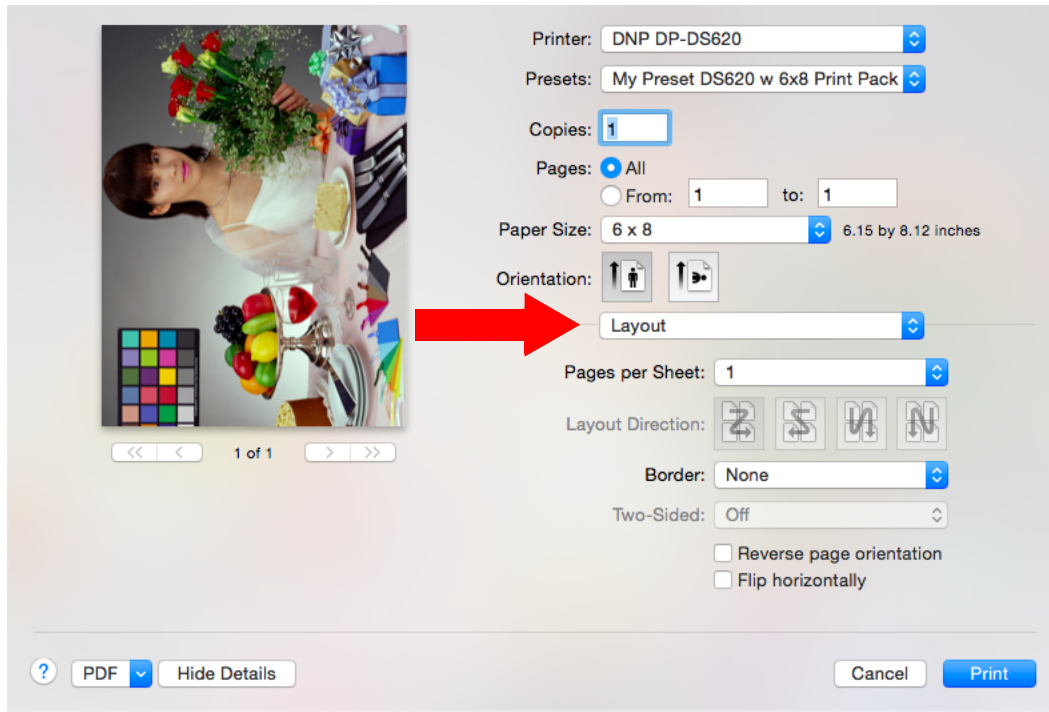 Printer: DNP DP-DS620
Presets: My Preset DS620 w 6x8 Print Pack
Copies: 1
Pages: All
From: 1 to: 1
Paper Size: 6 x 8 6.15 by 8.12 inches
Orientation:
Layout
Pages per Sheet: 1
Layout Direction:
Border: None
Two-Sided: Off
Reverse page orientation
Flip horizontally
<< < 1 of 1 > >>
? PDF Hide Details Cancel Print